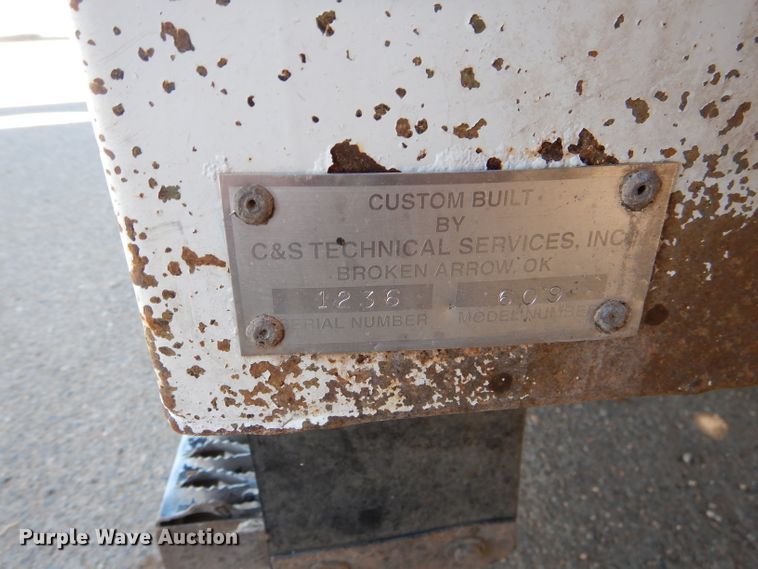 CUSTOM BUILT
BY
C&S TECHNICAL SERVICES, INC.
BROKEN ARROW, OK
1236 609
SERIAL NUMBER MODEL NUMBER
Purple Wave Auction